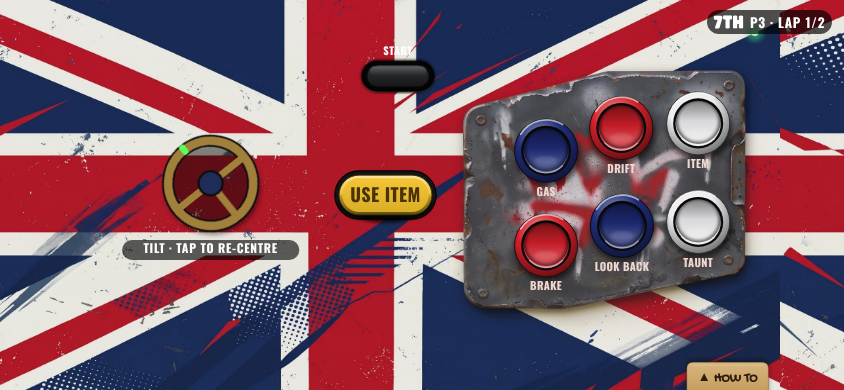 7TH P3 · LAP 1/2
START
DRIFT
ITEM
GAS
USE ITEM
TILT · TAP TO RE-CENTRE
LOOK BACK
TAUNT
BRAKE
▲ HOW TO